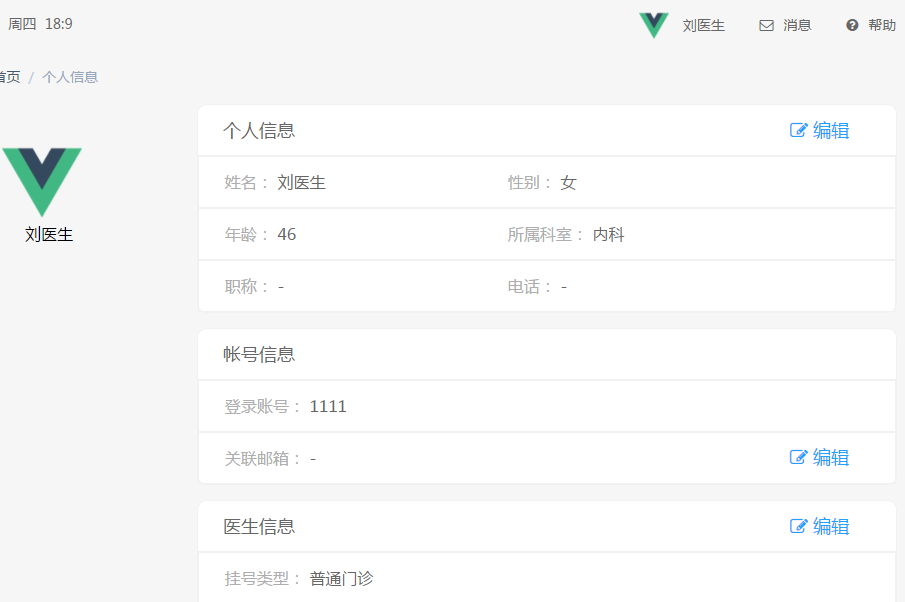 周四 18:9 刘医生 消息 帮助
首页 / 个人信息
个人信息 编辑
姓名： 刘医生 性别： 女
年龄： 46 所属科室： 内科
职称： - 电话： -
刘医生
帐号信息
登录账号： 1111
关联邮箱： - 编辑
医生信息 编辑
挂号类型： 普通门诊